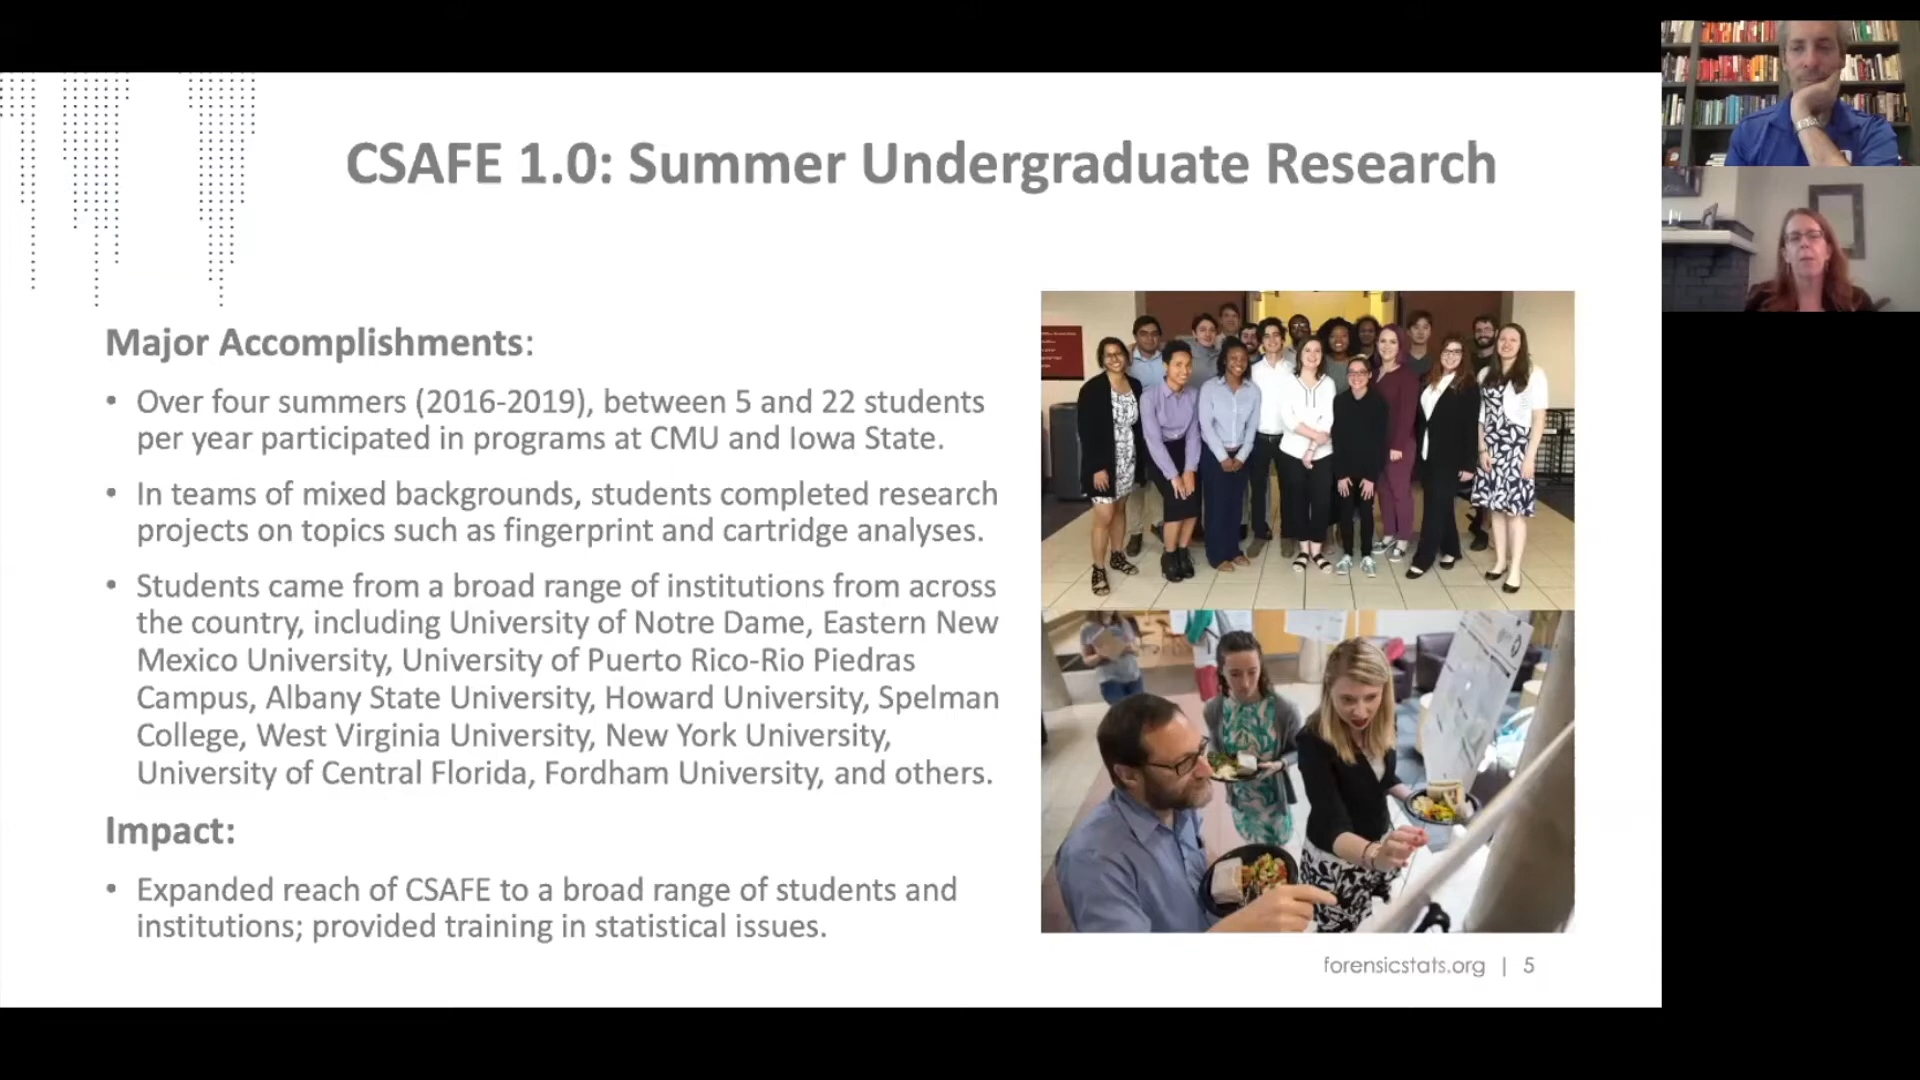 CSAFE 1.0: Summer Undergraduate Research
Major Accomplishments:
• Over four summers (2016-2019), between 5 and 22 students
per year participated in programs at CMU and Iowa State.
• In teams of mixed backgrounds, students completed research
projects on topics such as fingerprint and cartridge analyses.
• Students came from a broad range of institutions from across
the country, including University of Notre Dame, Eastern New
Mexico University, University of Puerto Rico-Rio Piedras
Campus, Albany State University, Howard University, Spelman
College, West Virginia University, New York University,
University of Central Florida, Fordham University, and others.
Impact:
• Expanded reach of CSAFE to a broad range of students and
institutions; provided training in statistical issues.
forensicstats.org | 5